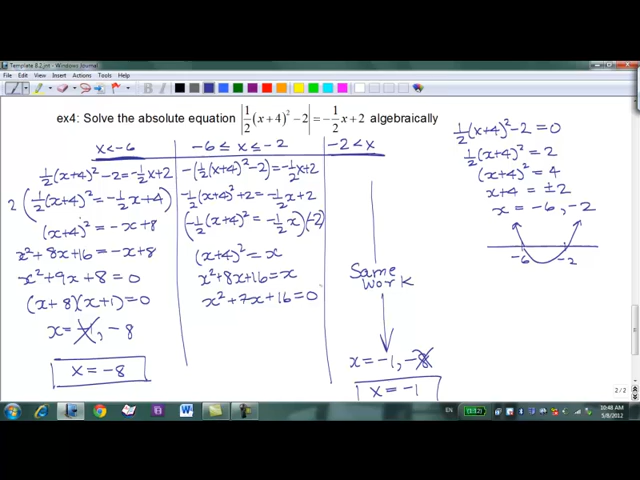 Template 8.2.jnt - Windows Journal
File Edit View Insert Actions Tools Help
ex4: Solve the absolute equation |1/2(x+4)² -2| = -1/2x+2 algebraically
x<-6
1/2(x+4)²-2=-1/2x+2
2(1/2(x+4)²=-1/2x+4)
(x+4)²=-x+8
x²+8x+16=-x+8
x²+9x+8=0
(x+8)(x+1)=0
x=-1,-8
x=-8
-6≤x≤-2
-(1/2(x+4)²-2)=-1/2x+2
-1/2(x+4)²+2=-1/2x+2
(-1/2(x+4)²=-1/2x)(-2)
(x+4)²=x
x²+8x+16=x
x²+7x+16=0
-2<x
Same
work
x=-1,-8
x=-1
1/2(x+4)²-2=0
1/2(x+4)²=2
(x+4)²=4
x+4=±2
x=-6,-2
-6 -2
2/2
EN
(1:12)
10:48 AM
5/8/2012